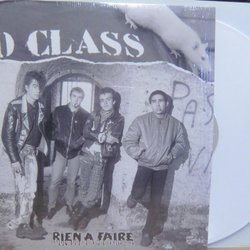 D CLASS
PAS
RIEN A FAIRE